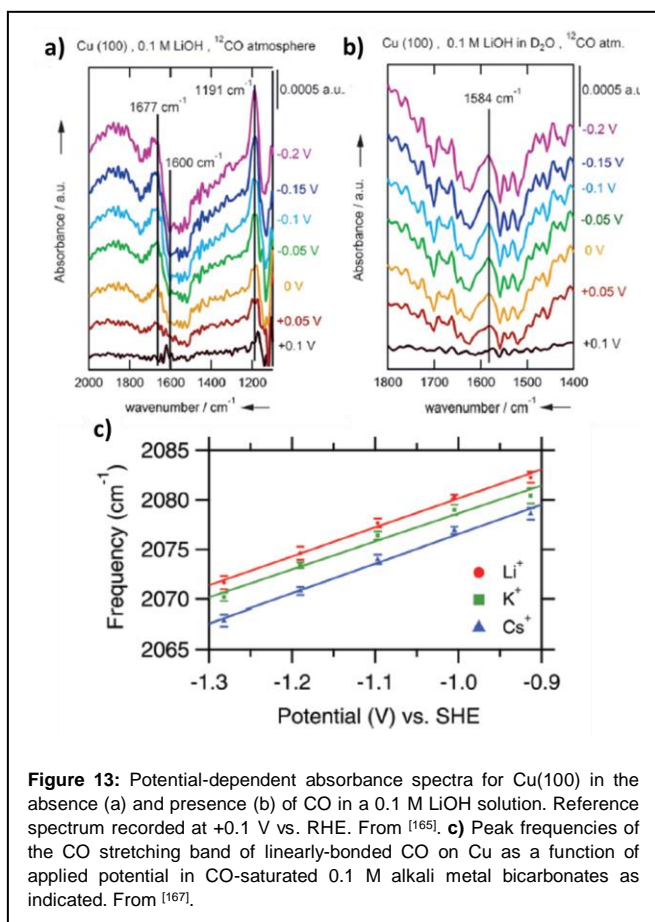 a) Cu (100) , 0.1 M LiOH , ¹²CO atmosphere
1677 cm⁻¹
1191 cm⁻¹
1600 cm⁻¹
0.0005 a.u.
-0.2 V
-0.15 V
-0.1 V
-0.05 V
0 V
+0.05 V
+0.1 V
Absorbance / a.u.
2000 1800 1600 1400 1200
wavenumber / cm⁻¹
b) Cu (100) , 0.1 M LiOH in D₂O , ¹²CO atm.
1584 cm⁻¹
0.0005 a.u
-0.2 V
-0.15 V
-0.1 V
-0.05 V
0 V
+0.05 V
+0.1 V
Absorbance / a.u.
1800 1700 1600 1500 1400
wavenumber / cm⁻¹
c)
2085
2080
2075
2070
2065
Frequency (cm⁻¹)
Li⁺
K⁺
Cs⁺
-1.3 -1.2 -1.1 -1.0 -0.9
Potential (V) vs. SHE
Figure 13: Potential-dependent absorbance spectra for Cu(100) in the
absence (a) and presence (b) of CO in a 0.1 M LiOH solution. Reference
spectrum recorded at +0.1 V vs. RHE. From [165]. c) Peak frequencies of
the CO stretching band of linearly-bonded CO on Cu as a function of
applied potential in CO-saturated 0.1 M alkali metal bicarbonates as
indicated. From [167].